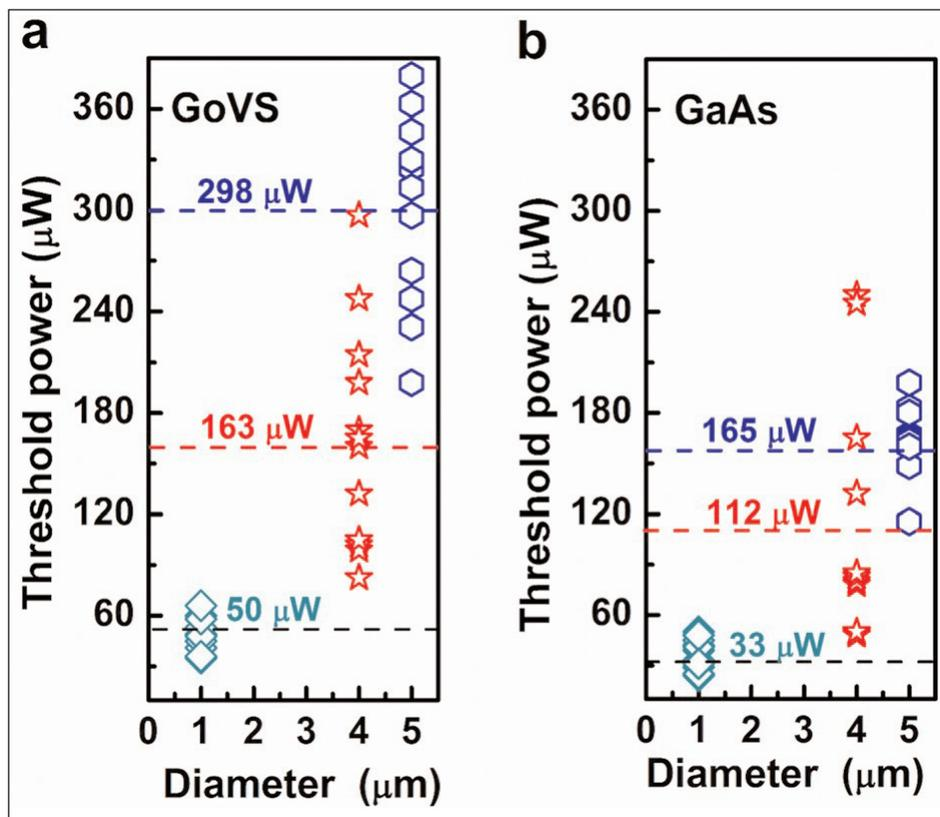 a
GoVS
Threshold power (μW)
360
300
240
180
120
60
298 μW
163 μW
50 μW
0 1 2 3 4 5
Diameter (μm)
b
GaAs
Threshold power (μW)
360
300
240
180
120
60
165 μW
112 μW
33 μW
0 1 2 3 4 5
Diameter (μm)